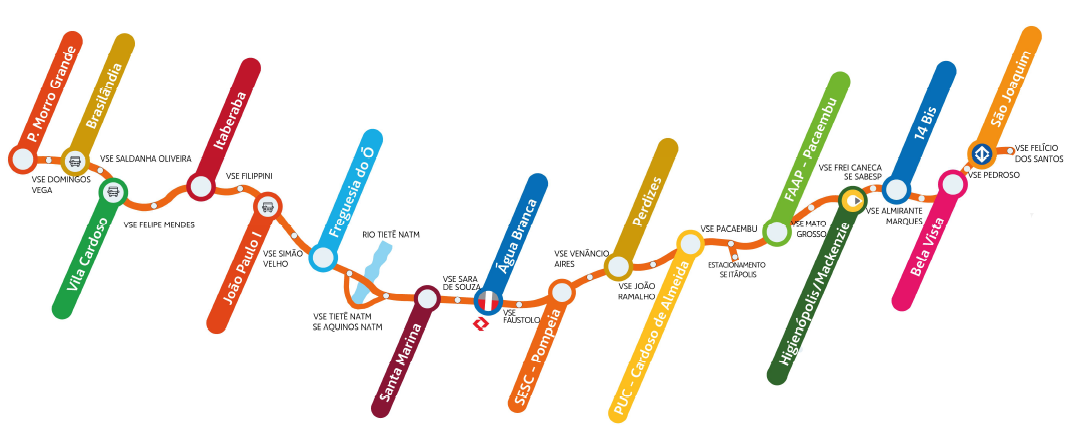 P. Morro Grande
Brasilândia
VSE SALDANHA OLIVEIRA
VSE DOMINGOS
VEGA
Vila Cardoso
VSE FELIPE MENDES
Itaberaba
VSE FILIPPINI
João Paulo I
VSE SIMÃO
VELHO
Freguesia do Ó
RIO TIETÊ NATM
VSE TIETÊ NATM
SE AQUINOS NATM
Santa Marina
VSE SARA
DE SOUZA
Água Branca
VSE
FAUSTOLO
SESC - Pompeia
VSE VENÂNCIO
AIRES
Perdizes
VSE JOÃO
RAMALHO
PUC - Cardoso de Almeida
VSE PACAEMBU
ESTACIONAMENTO
SE ITÁPOLIS
FAAP - Pacaembu
VSE MATO
GROSSO
Higienópolis/Mackenzie
VSE FREI CANECA
SE SABESP
14 Bis
VSE ALMIRANTE
MARQUES
Bela Vista
VSE PEDROSO
São Joaquim
VSE FELÍCIO
DOS SANTOS